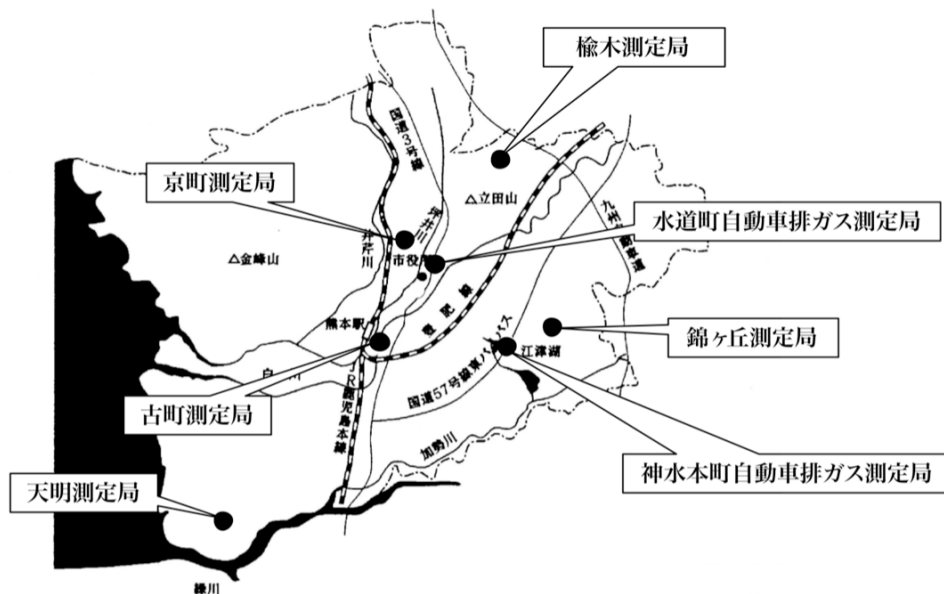 楡木測定局
国道3号線
京町測定局
△立田山
坪井川
水道町自動車排ガス測定局
井芹川
市役
九州
動車道
△金峰山
豊肥線
熊本駅
錦ヶ丘測定局
江津湖
白
国道57号線東バイパス
JR鹿児島本線
古町測定局
加勢川
神水本町自動車排ガス測定局
天明測定局
緑川